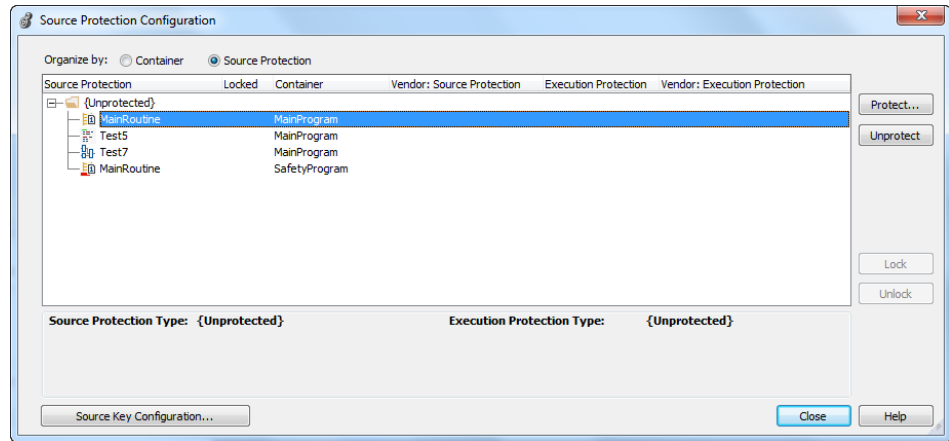 Source Protection Configuration
Organize by: Container Source Protection
Source Protection Locked Container Vendor: Source Protection Execution Protection Vendor: Execution Protection
{Unprotected}
MainRoutine MainProgram
Test5 MainProgram
Test7 MainProgram
MainRoutine SafetyProgram
Protect...
Unprotect
Lock
Unlock
Source Protection Type: {Unprotected} Execution Protection Type: {Unprotected}
Source Key Configuration... Close Help